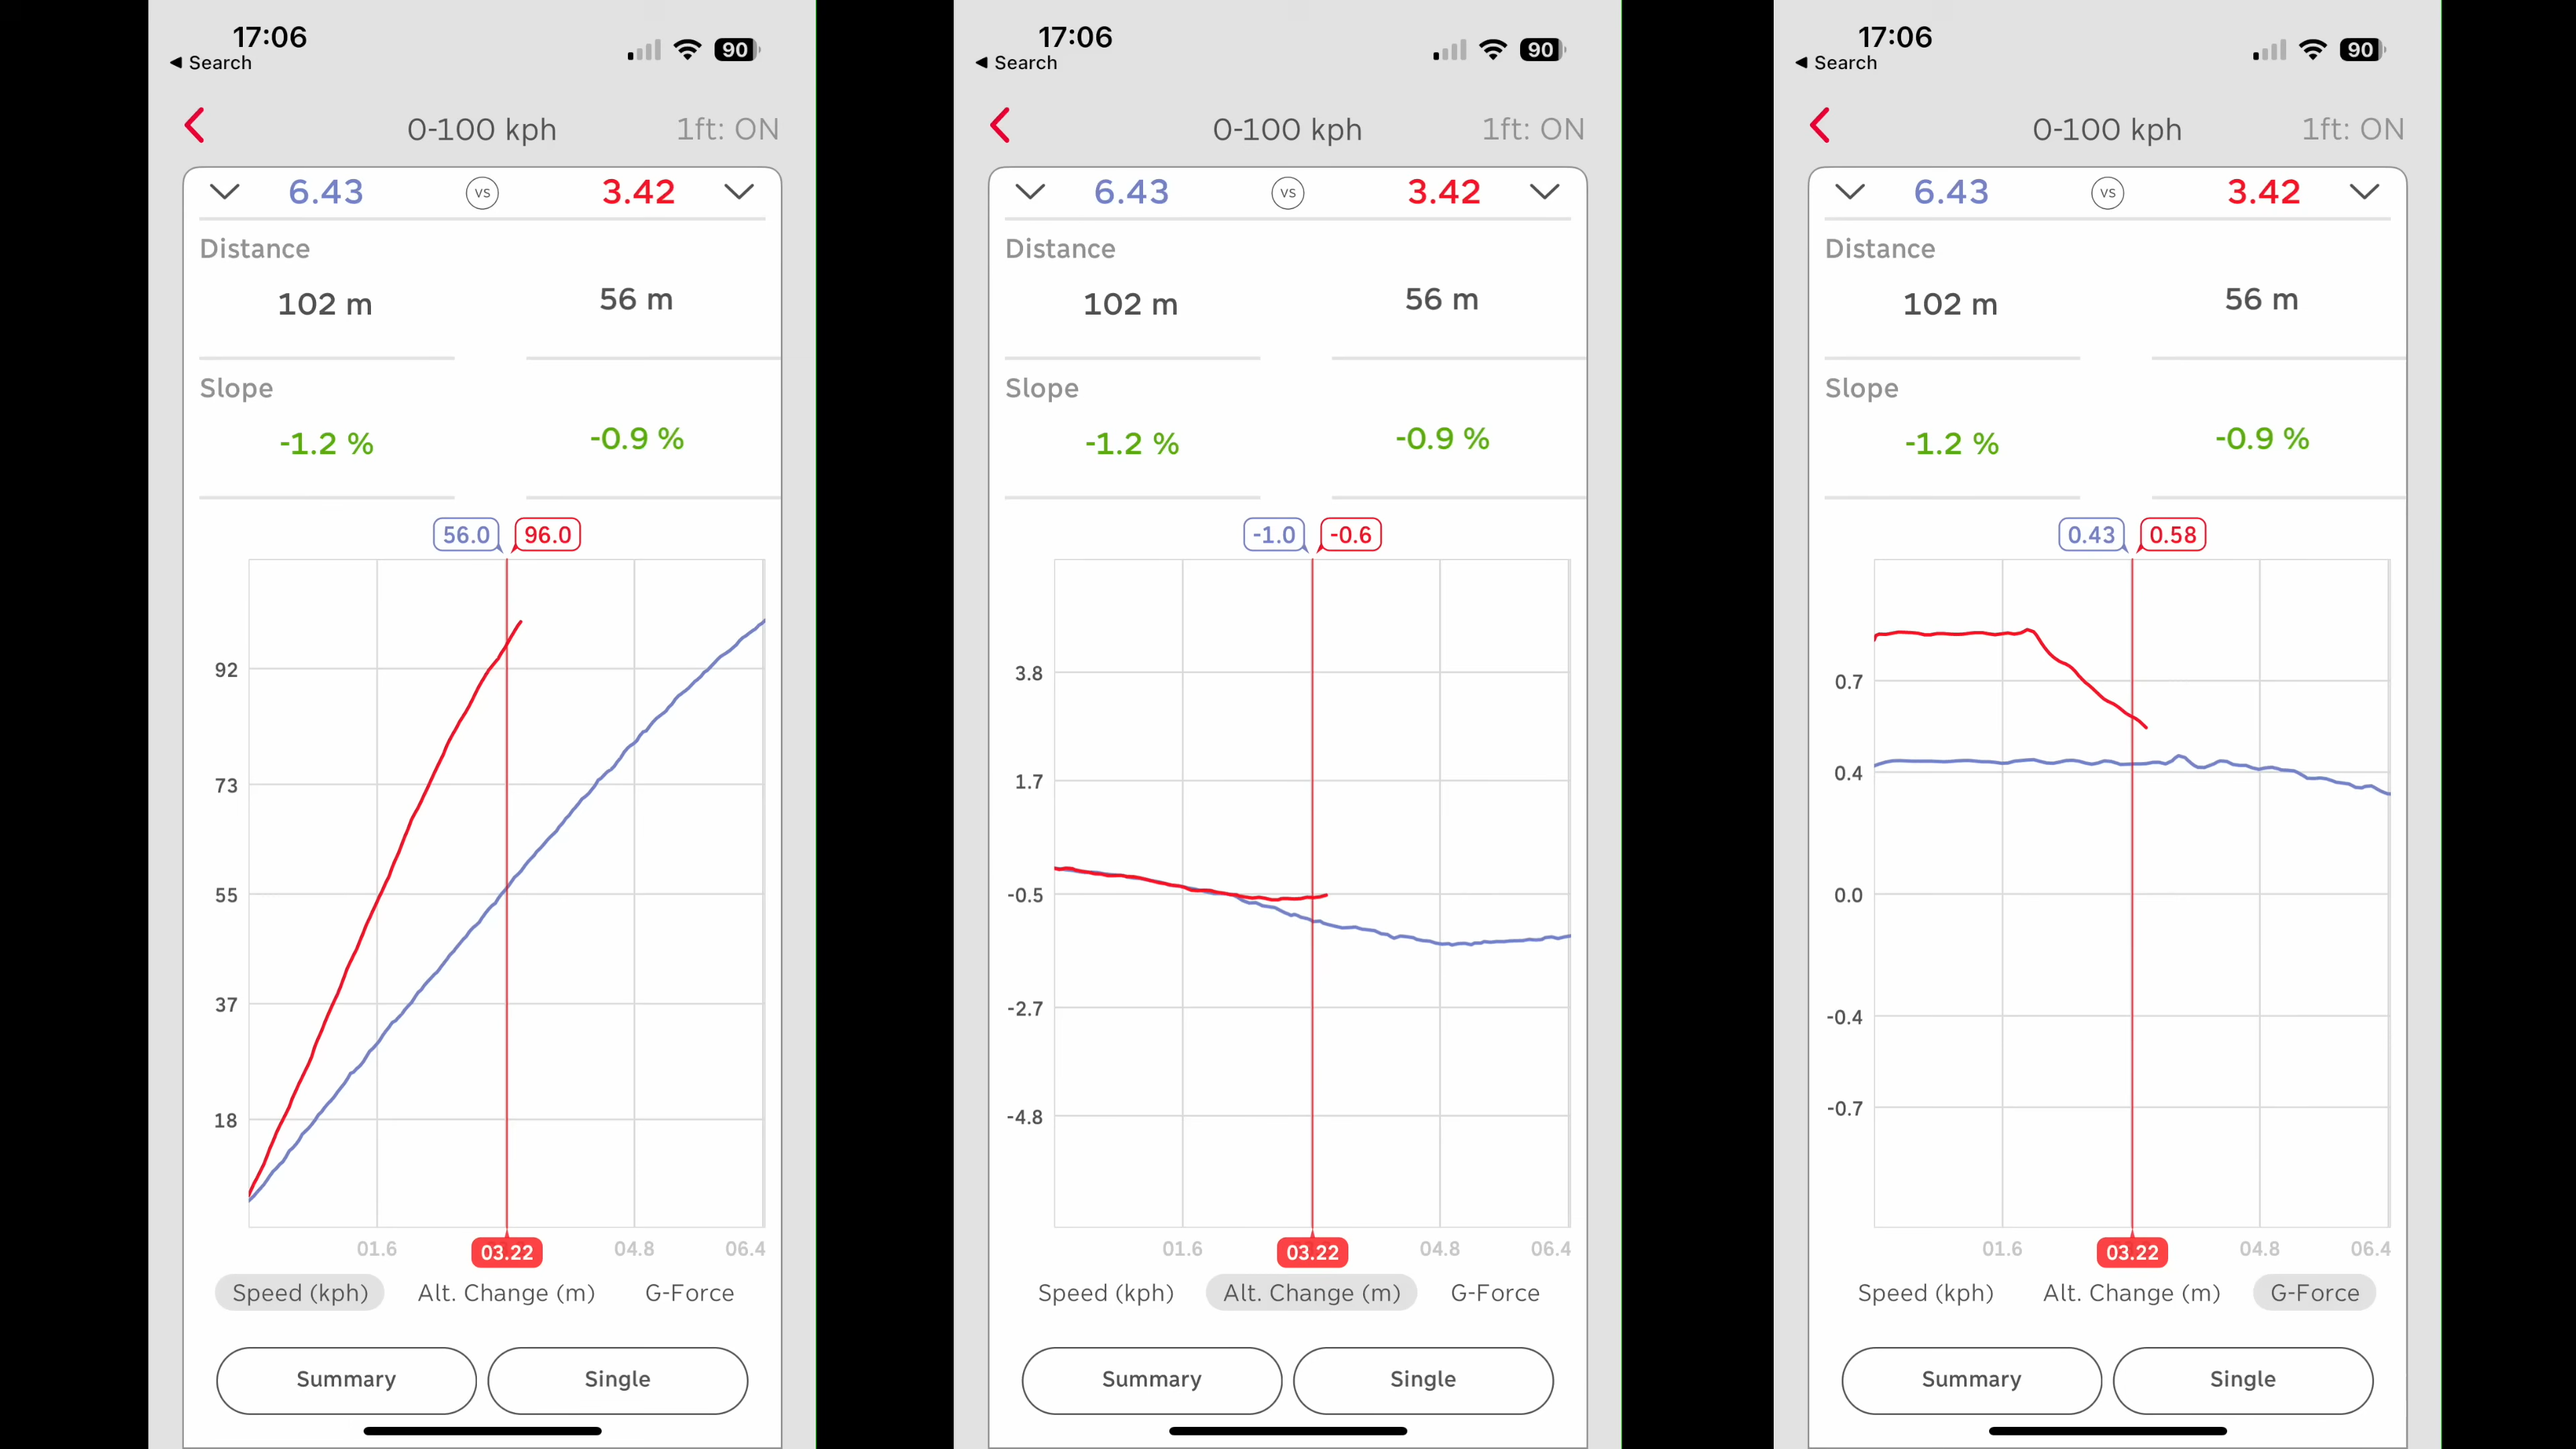 17:06
90
◀ Search
0-100 kph
1ft: ON
6.43 VS 3.42
Distance
102 m
56 m
Slope
-1.2 %
-0.9 %
56.0
96.0
92
73
55
37
18
01.6
03.22
04.8
06.4
Speed (kph)
Alt. Change (m)
G-Force
Summary
Single
17:06
90
◀ Search
0-100 kph
1ft: ON
6.43 VS 3.42
Distance
102 m
56 m
Slope
-1.2 %
-0.9 %
-1.0
-0.6
3.8
1.7
-0.5
-2.7
-4.8
01.6
03.22
04.8
06.4
Speed (kph)
Alt. Change (m)
G-Force
Summary
Single
17:06
90
◀ Search
0-100 kph
1ft: ON
6.43 VS 3.42
Distance
102 m
56 m
Slope
-1.2 %
-0.9 %
0.43
0.58
0.7
0.4
0.0
-0.4
-0.7
01.6
03.22
04.8
06.4
Speed (kph)
Alt. Change (m)
G-Force
Summary
Single